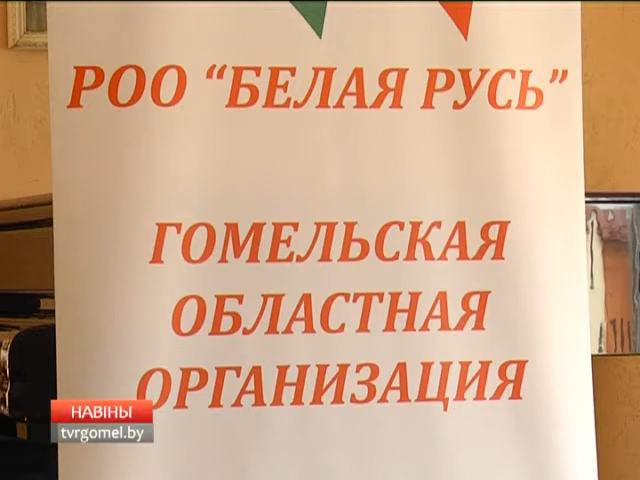 РОО “БЕЛАЯ РУСЬ”
ГОМЕЛЬСКАЯ
ОБЛАСТНАЯ
ОРГАНИЗАЦИЯ
НАВІНЫ
tvrgomel.by